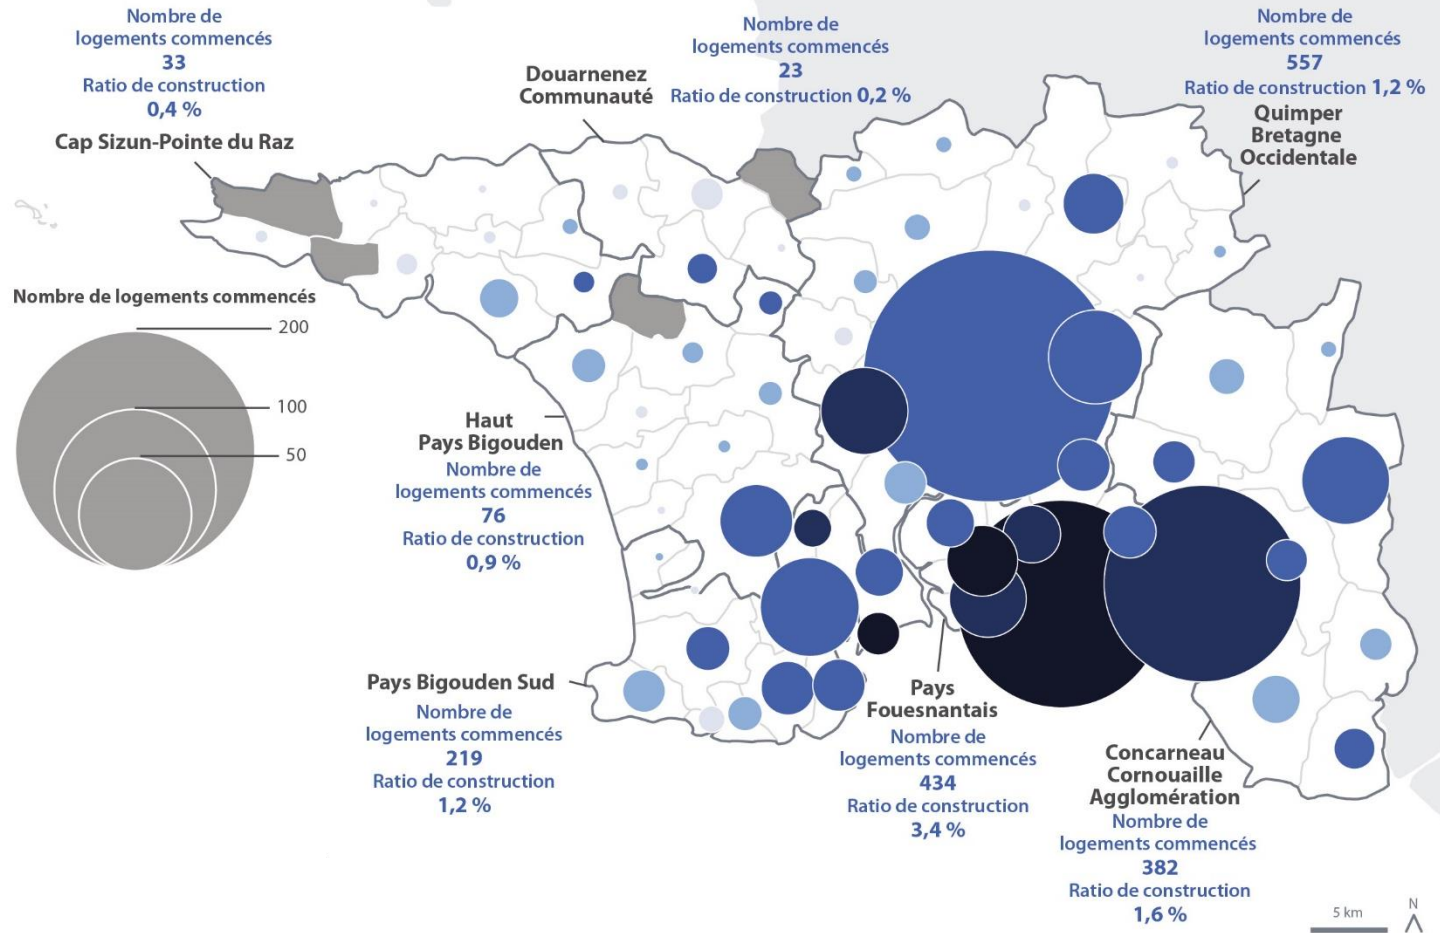 Nombre de
logements commencés
33
Ratio de construction
0,4 %
Cap Sizun-Pointe du Raz
Douarnenez
Communauté
Nombre de
logements commencés
23
Ratio de construction 0,2 %
Nombre de
logements commencés
557
Ratio de construction 1,2 %
Quimper
Bretagne
Occidentale
Nombre de logements commencés
200
100
50
Haut
Pays Bigouden
Nombre de
logements commencés
76
Ratio de construction
0,9 %
Pays Bigouden Sud
Nombre de
logements commencés
219
Ratio de construction
1,2 %
Pays
Fouesnantais
Nombre de
logements commencés
434
Ratio de construction
3,4 %
Concarneau
Cornouaille
Agglomération
Nombre de
logements commencés
382
Ratio de construction
1,6 %
5 km
N